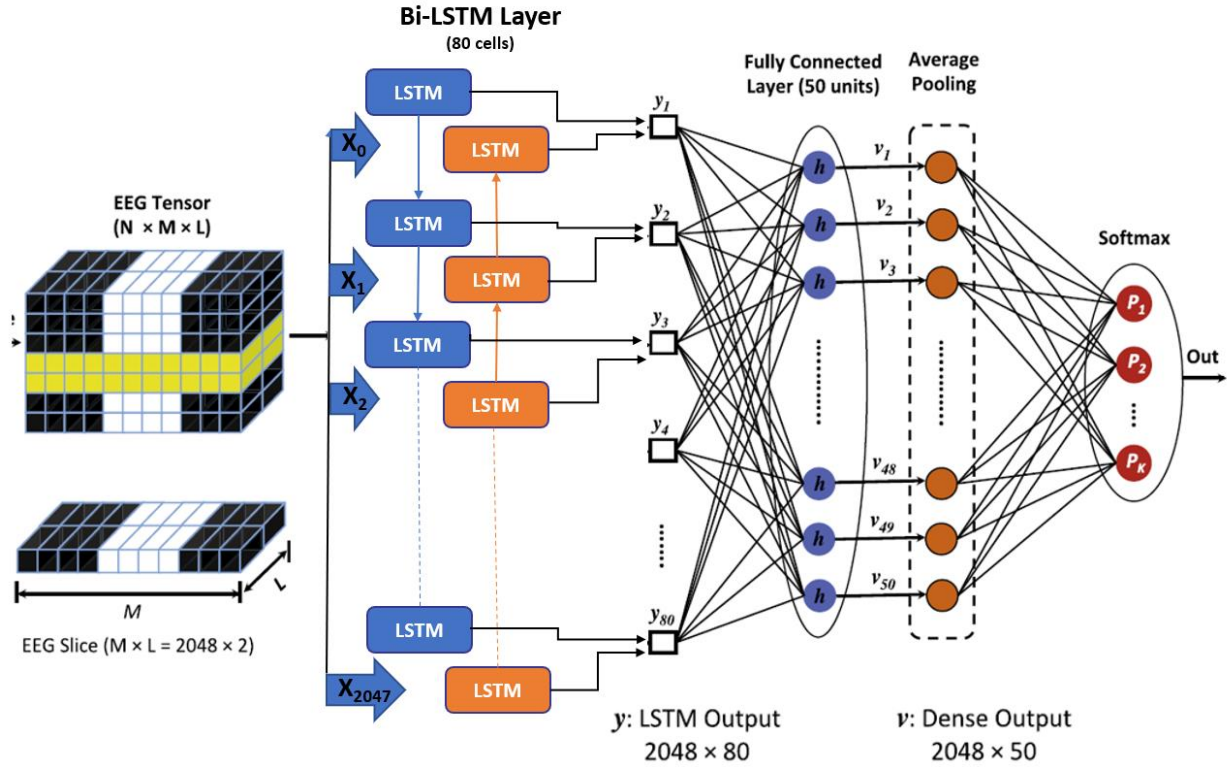 Bi-LSTM Layer
(80 cells)
EEG Tensor
(N × M × L)
M
L
EEG Slice (M × L = 2048 × 2)
X0
X1
X2
X2047
LSTM
LSTM
LSTM
LSTM
LSTM
LSTM
LSTM
LSTM
y1
y2
y3
y4
y80
y: LSTM Output
2048 × 80
Fully Connected
Layer (50 units)
h
h
h
h
h
h
v1
v2
v3
v48
v49
v50
Average
Pooling
v: Dense Output
2048 × 50
Softmax
P1
P2
PK
Out